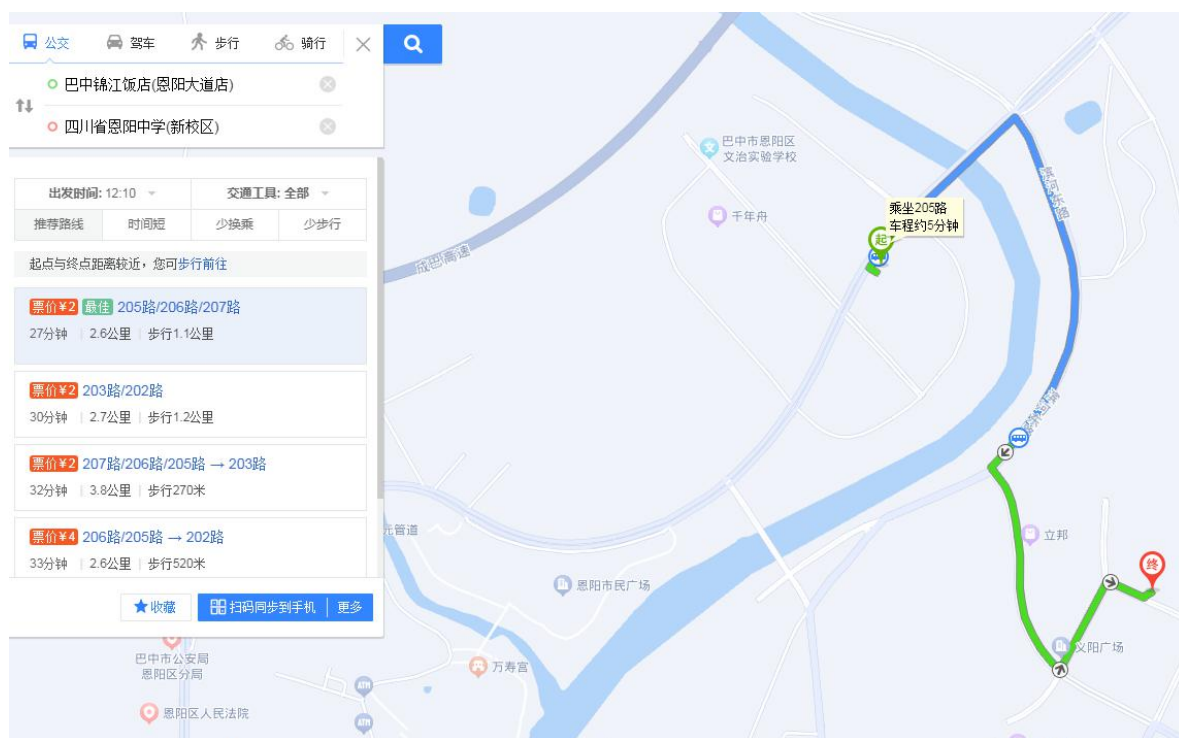 公交 驾车 步行 骑行
巴中锦江饭店(恩阳大道店)
四川省恩阳中学(新校区)
出发时间: 12:10 交通工具: 全部
推荐路线 时间短 少换乘 少步行
起点与终点距离较近，您可步行前往
票价¥2 最佳 205路/206路/207路
27分钟 | 2.6公里 | 步行1.1公里
票价¥2 203路/202路
30分钟 | 2.7公里 | 步行1.2公里
票价¥2 207路/206路/205路 → 203路
32分钟 | 3.8公里 | 步行270米
票价¥4 206路/205路 → 202路
33分钟 | 2.6公里 | 步行520米
收藏 扫码同步到手机 | 更多
巴中市恩阳区
文治实验学校
千年舟
乘坐205路
车程约5分钟
起
成巴高速
元管道
立邦
终
恩阳市民广场
义阳广场
万寿宫
巴中市公安局
恩阳区分局
恩阳区人民法院
ATM
ATM